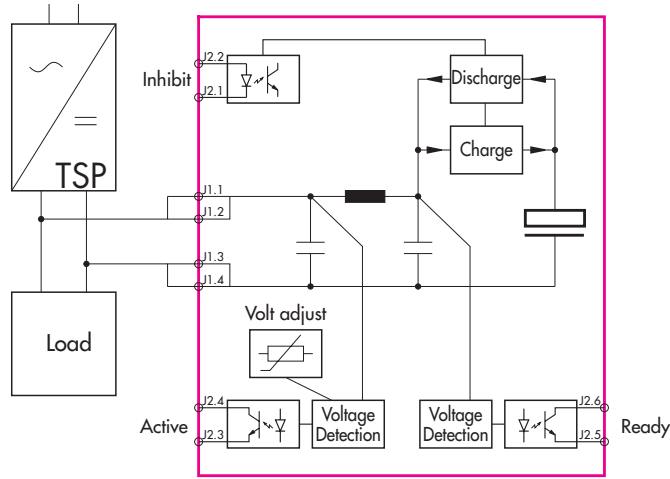 J2.2
Inhibit
J2.1
Discharge
Charge
TSP
J1.1
J1.2
J1.3
J1.4
Load
Volt adjust
J2.4
Active
J2.3
Voltage
Detection
Voltage
Detection
J2.6
Ready
J2.5